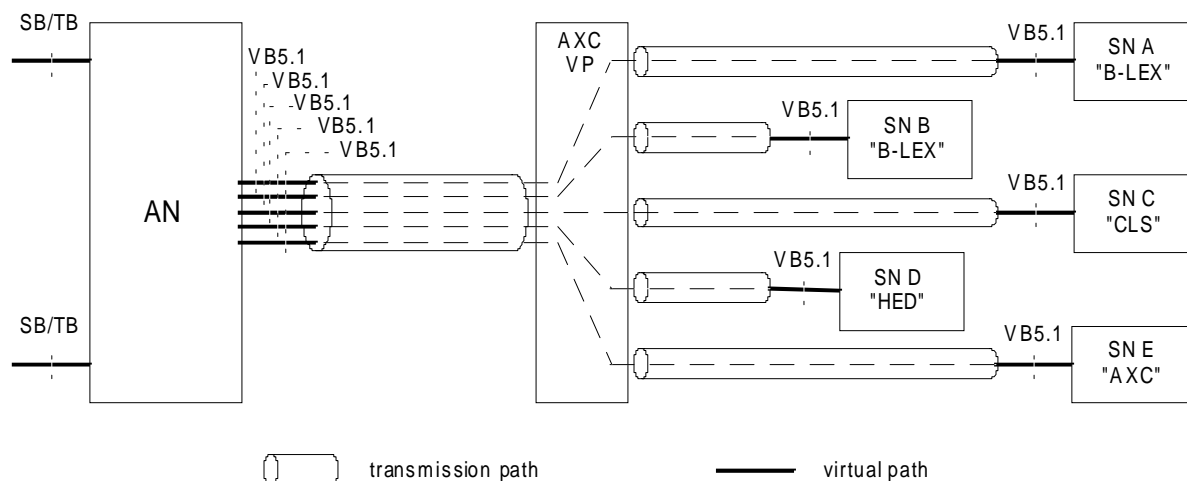 SB/TB
AN
SB/TB
VB5.1
VB5.1
VB5.1
VB5.1
VB5.1
AXC
VP
VB5.1
SN A
"B-LEX"
VB5.1
SN B
"B-LEX"
VB5.1
SN C
"CLS"
VB5.1
SN D
"HED"
VB5.1
SN E
"AXC"
transmission path
virtual path